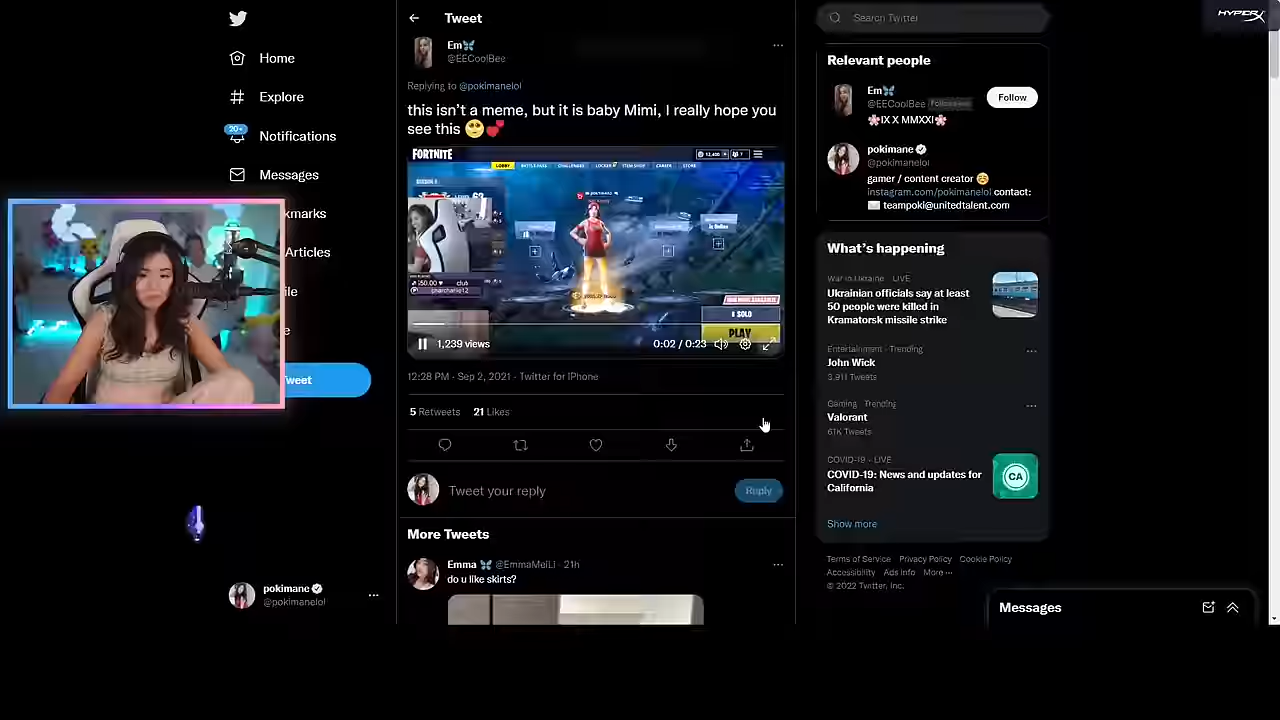 HYPERX
Home
Explore
20+
Notifications
Messages
kmarks
Articles
file
e
weet
pokimane
@pokimanelol
Tweet
Em🦋
@EECoolBee
Replying to @pokimanelol
this isn't a meme, but it is baby Mimi, I really hope you
see this 🥺💕
FORTNITE
LOBBY BATTLE PASS CHALLENGES LOCKER ITEM SHOP CAREER STORE
SOLO
PLAY
1,239 views
0:02 / 0:23
12:28 PM · Sep 2, 2021 · Twitter for iPhone
5 Retweets 21 Likes
Tweet your reply
Reply
More Tweets
Emma 🦋 @EmmaMeiLi · 21h
do u like skirts?
Search Twitter
Relevant people
Em🦋
@EECoolBee Follows you
Follow
🌸IX X MMXXI🌸
pokimane
@pokimanelol
gamer / content creator ☺️
instagram.com/pokimanelol contact:
✉️ teampoki@unitedtalent.com
What's happening
War in Ukraine · LIVE
Ukrainian officials say at least
50 people were killed in
Kramatorsk missile strike
Entertainment · Trending
John Wick
3,911 Tweets
Gaming · Trending
Valorant
61K Tweets
COVID-19 · LIVE
COVID-19: News and updates for
California
CA
Show more
Terms of Service Privacy Policy Cookie Policy
Accessibility Ads info More ···
© 2022 Twitter, Inc.
Messages